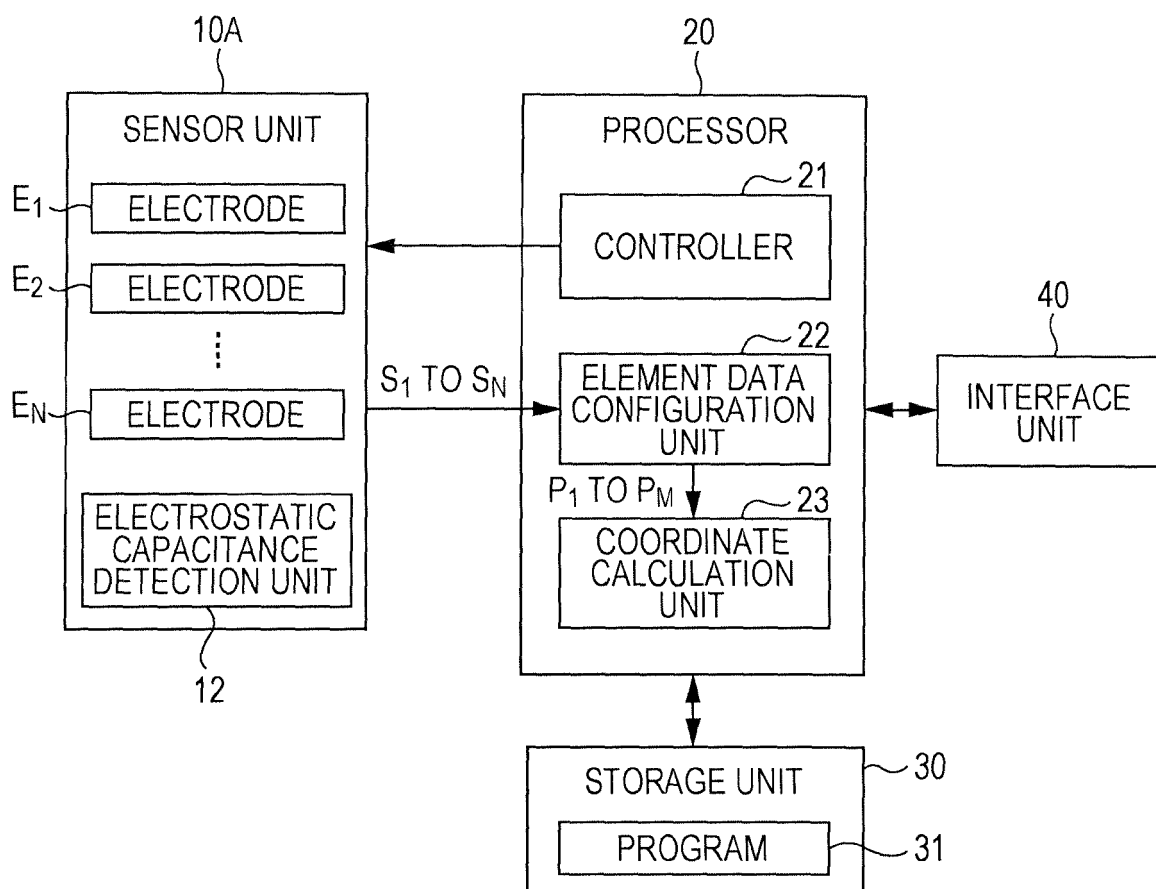 10A
20
SENSOR UNIT
PROCESSOR
E1
ELECTRODE
21
CONTROLLER
E2
ELECTRODE
40
22
S1 TO SN
ELEMENT DATA
CONFIGURATION
UNIT
INTERFACE
UNIT
EN
ELECTRODE
P1 TO PM
23
ELECTROSTATIC
CAPACITANCE
DETECTION UNIT
COORDINATE
CALCULATION
UNIT
12
STORAGE UNIT
30
PROGRAM
31